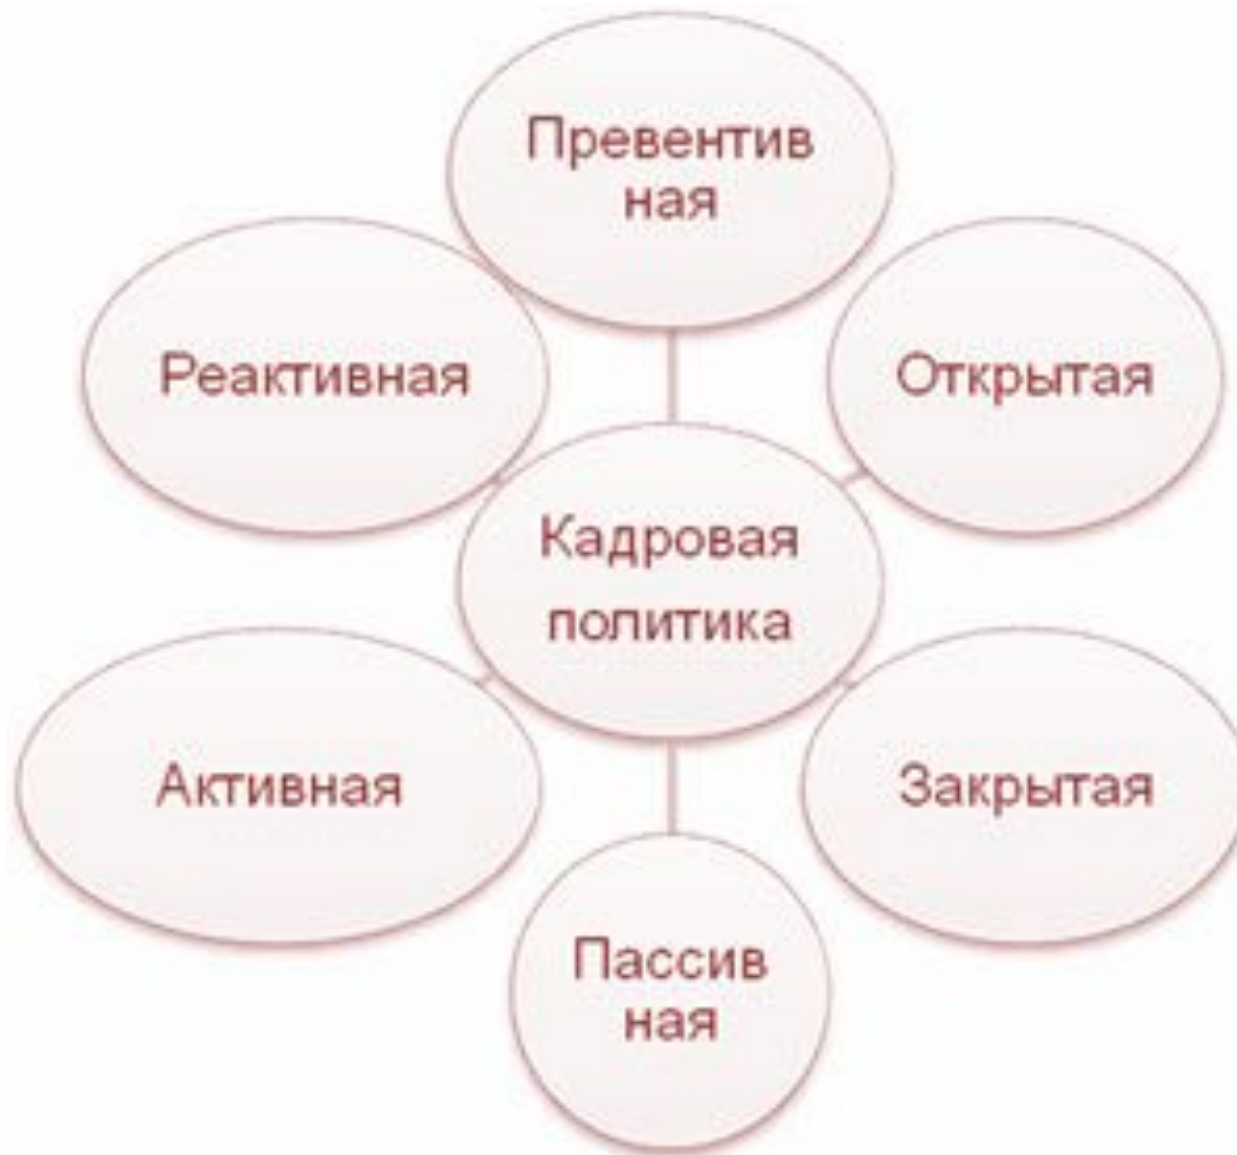 Превентив
ная
Реактивная
Открытая
Кадровая
политика
Активная
Закрытая
Пассив
ная